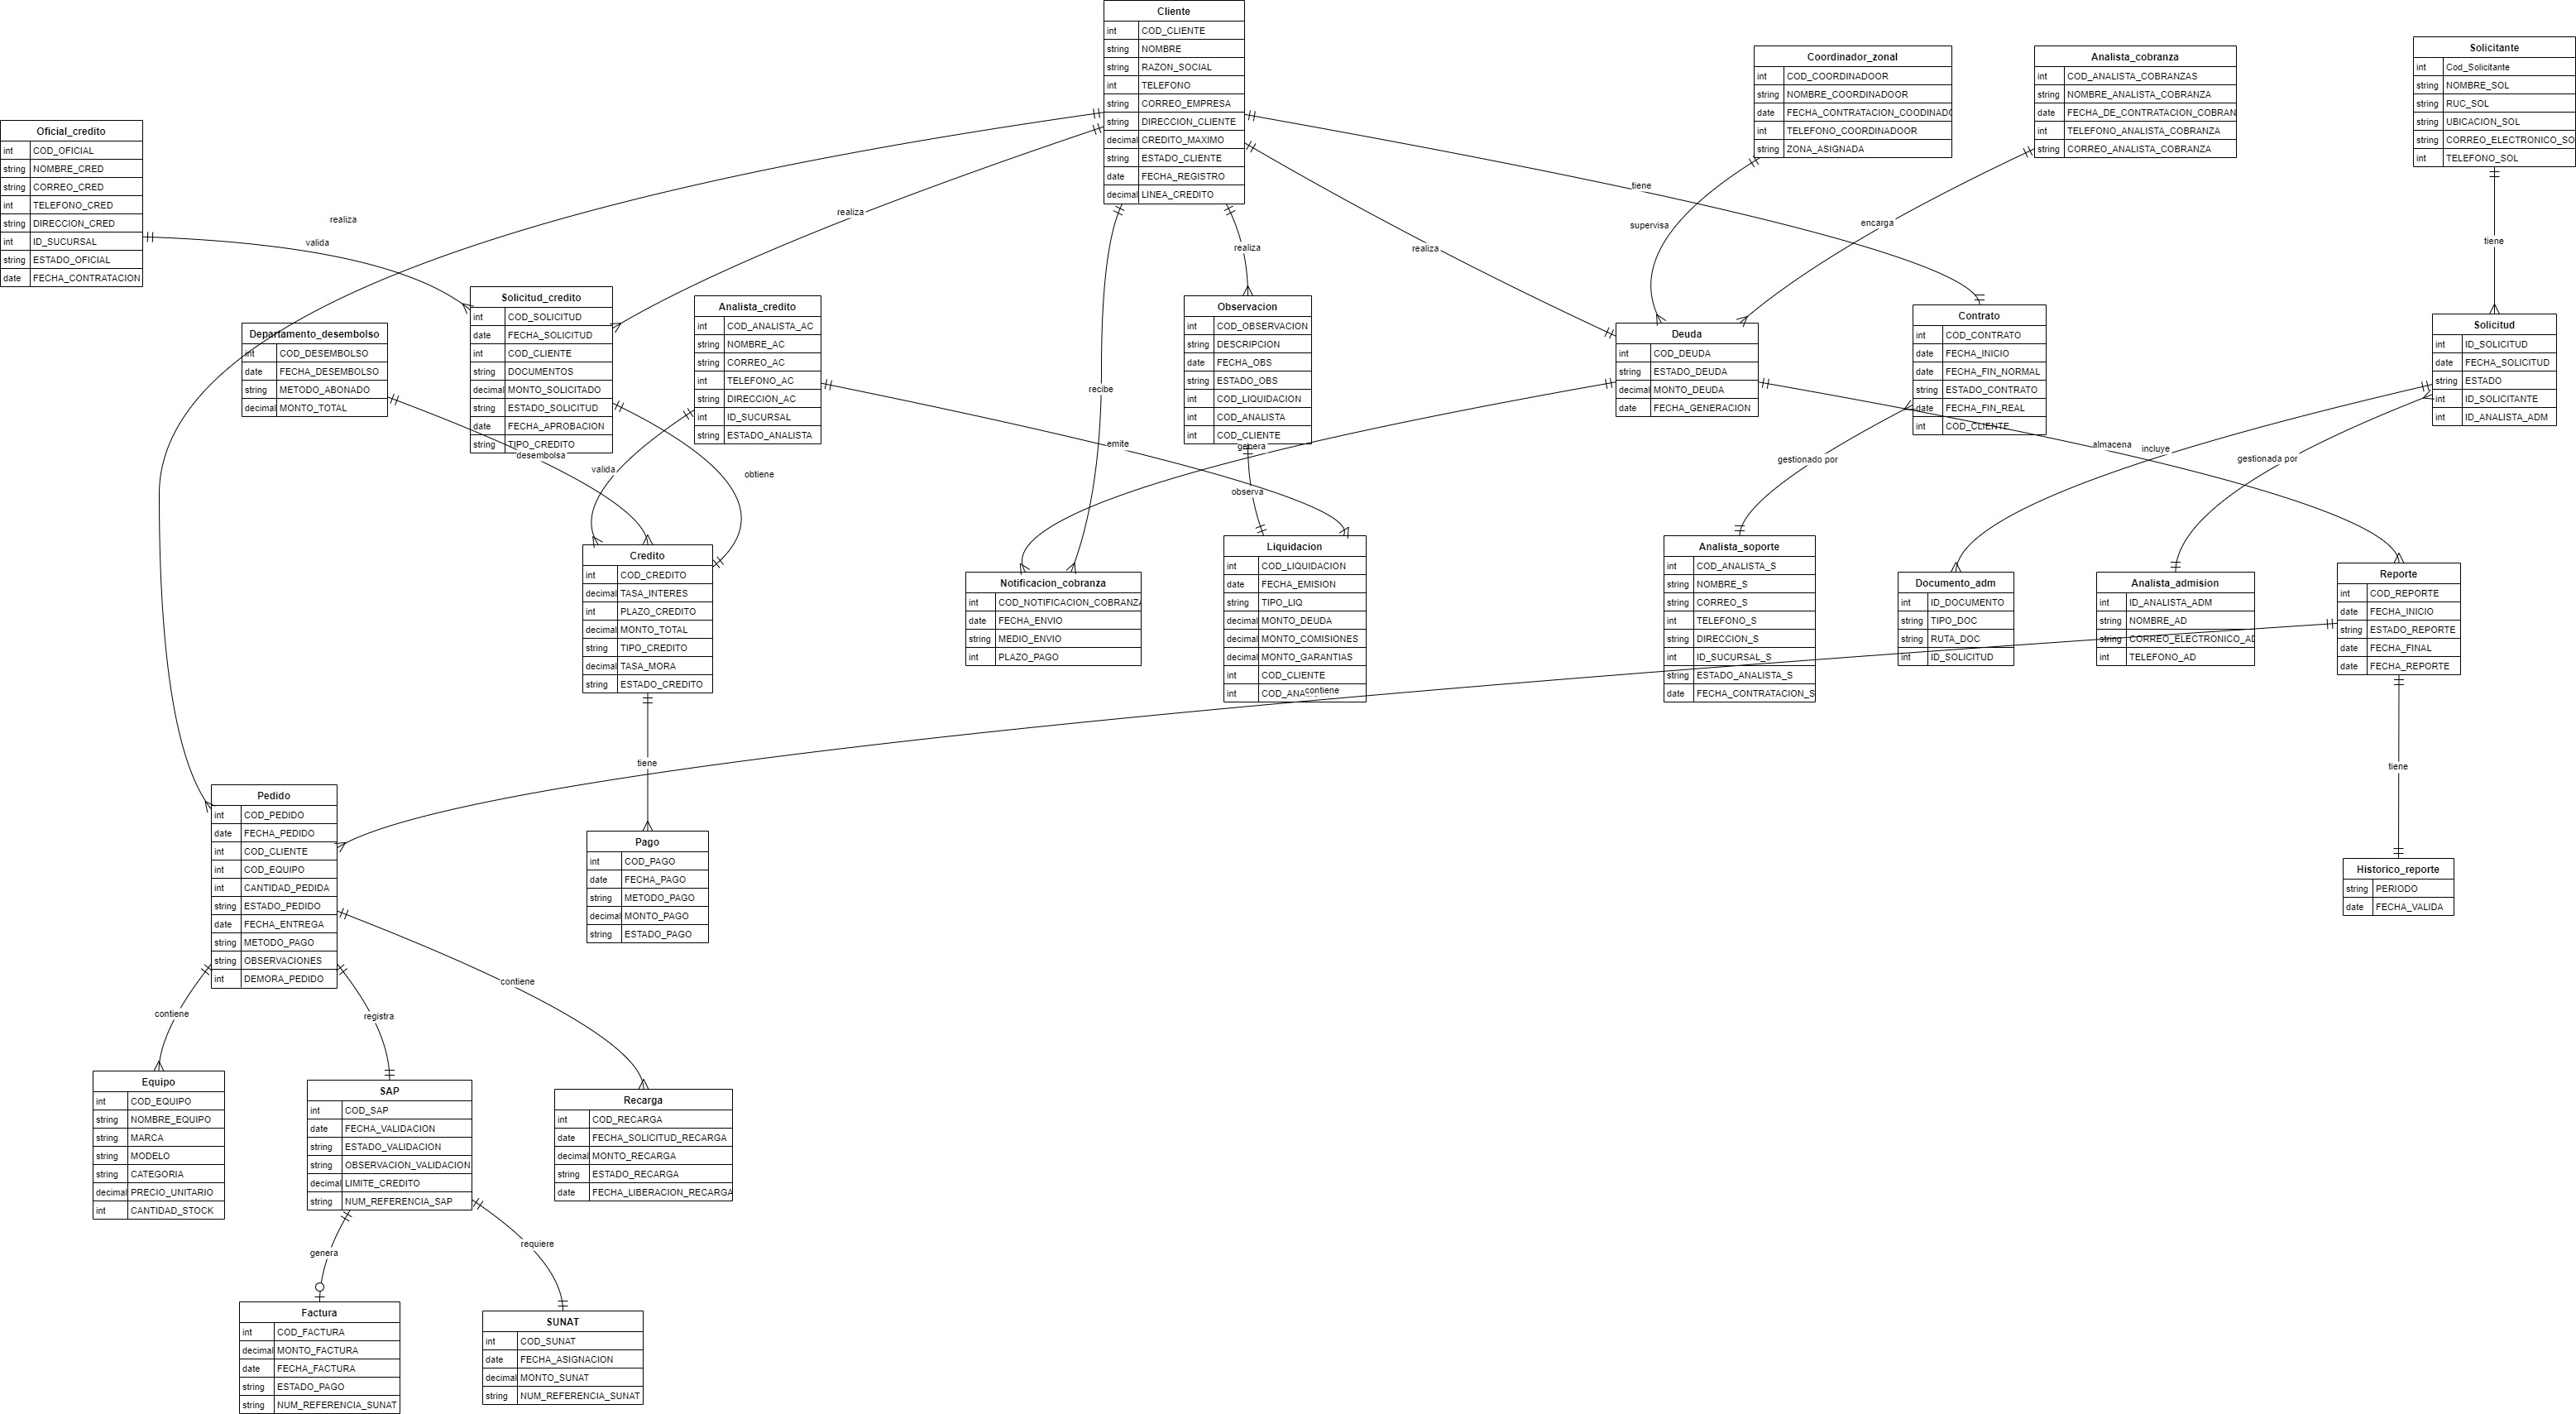 Cliente
int COD_CLIENTE
string NOMBRE
string RAZON_SOCIAL
int TELEFONO
string CORREO_EMPRESA
string DIRECCION_CLIENTE
decimal CREDITO_MAXIMO
string ESTADO_CLIENTE
date FECHA_REGISTRO
decimal LINEA_CREDITO
Coordinador_zonal
int COD_COORDINADOOR
string NOMBRE_COORDINADOOR
date FECHA_CONTRATACION_COODINADO
int TELEFONO_COORDINADOOR
string ZONA_ASIGNADA
Analista_cobranza
int COD_ANALISTA_COBRANZAS
string NOMBRE_ANALISTA_COBRANZA
date FECHA_DE_CONTRATACION_COBRAN
int TELEFONO_ANALISTA_COBRANZA
string CORREO_ANALISTA_COBRANZA
Solicitante
int Cod_Solicitante
string NOMBRE_SOL
string RUC_SOL
string UBICACION_SOL
string CORREO_ELECTRONICO_SO
int TELEFONO_SOL
Oficial_credito
int COD_OFICIAL
string NOMBRE_CRED
string CORREO_CRED
int TELEFONO_CRED
string DIRECCION_CRED
int ID_SUCURSAL
string ESTADO_OFICIAL
date FECHA_CONTRATACION
realiza
valida
realiza
realiza
recibe
realiza
tiene
supervisa
encarga
tiene
Departamento_desembolso
int COD_DESEMBOLSO
date FECHA_DESEMBOLSO
string METODO_ABONADO
decimal MONTO_TOTAL
Solicitud_credito
int COD_SOLICITUD
date FECHA_SOLICITUD
int COD_CLIENTE
string DOCUMENTOS
decimal MONTO_SOLICITADO
string ESTADO_SOLICITUD
date FECHA_APROBACION
string TIPO_CREDITO
Analista_credito
int COD_ANALISTA_AC
string NOMBRE_AC
string CORREO_AC
int TELEFONO_AC
string DIRECCION_AC
int ID_SUCURSAL
string ESTADO_ANALISTA
Observacion
int COD_OBSERVACION
string DESCRIPCION
date FECHA_OBS
string ESTADO_OBS
int COD_LIQUIDACION
int COD_ANALISTA
int COD_CLIENTE
Deuda
int COD_DEUDA
string ESTADO_DEUDA
decimal MONTO_DEUDA
date FECHA_GENERACION
Contrato
int COD_CONTRATO
date FECHA_INICIO
date FECHA_FIN_NORMAL
string ESTADO_CONTRATO
date FECHA_FIN_REAL
int COD_CLIENTE
Solicitud
int ID_SOLICITUD
date FECHA_SOLICITUD
string ESTADO
int ID_SOLICITANTE
int ID_ANALISTA_ADM
desembolsa
valida
obtiene
emite
genera
observa
gestionado por
almacena
incluye
gestionada por
Credito
int COD_CREDITO
decimal TASA_INTERES
int PLAZO_CREDITO
decimal MONTO_TOTAL
string TIPO_CREDITO
decimal TASA_MORA
string ESTADO_CREDITO
Notificacion_cobranza
int COD_NOTIFICACION_COBRANZA
date FECHA_ENVIO
string MEDIO_ENVIO
int PLAZO_PAGO
Liquidacion
int COD_LIQUIDACION
date FECHA_EMISION
string TIPO_LIQ
decimal MONTO_DEUDA
decimal MONTO_COMISIONES
decimal MONTO_GARANTIAS
int COD_CLIENTE
int
contiene
Analista_soporte
int COD_ANALISTA_S
string NOMBRE_S
string CORREO_S
int TELEFONO_S
string DIRECCION_S
int ID_SUCURSAL_S
string ESTADO_ANALISTA_S
date FECHA_CONTRATACION_S
Documento_adm
int ID_DOCUMENTO
string TIPO_DOC
string RUTA_DOC
int ID_SOLICITUD
Analista_admision
int ID_ANALISTA_ADM
string NOMBRE_AD
string CORREO_ELECTRONICO_AD
int TELEFONO_AD
Reporte
int COD_REPORTE
date FECHA_INICIO
string ESTADO_REPORTE
date FECHA_FINAL
date FECHA_REPORTE
tiene
tiene
Pedido
int COD_PEDIDO
date FECHA_PEDIDO
int COD_CLIENTE
int COD_EQUIPO
int CANTIDAD_PEDIDA
string ESTADO_PEDIDO
date FECHA_ENTREGA
string METODO_PAGO
string OBSERVACIONES
int DEMORA_PEDIDO
Pago
int COD_PAGO
date FECHA_PAGO
string METODO_PAGO
decimal MONTO_PAGO
string ESTADO_PAGO
Historico_reporte
string PERIODO
date FECHA_VALIDA
contiene
registra
contiene
Equipo
int COD_EQUIPO
string NOMBRE_EQUIPO
string MARCA
string MODELO
string CATEGORIA
decimal PRECIO_UNITARIO
int CANTIDAD_STOCK
SAP
int COD_SAP
date FECHA_VALIDACION
string ESTADO_VALIDACION
string OBSERVACION_VALIDACION
decimal LIMITE_CREDITO
string NUM_REFERENCIA_SAP
Recarga
int COD_RECARGA
date FECHA_SOLICITUD_RECARGA
decimal MONTO_RECARGA
string ESTADO_RECARGA
date FECHA_LIBERACION_RECARGA
genera
requiere
Factura
int COD_FACTURA
decimal MONTO_FACTURA
date FECHA_FACTURA
string ESTADO_PAGO
string NUM_REFERENCIA_SUNAT
SUNAT
int COD_SUNAT
date FECHA_ASIGNACION
decimal MONTO_SUNAT
string NUM_REFERENCIA_SUNAT